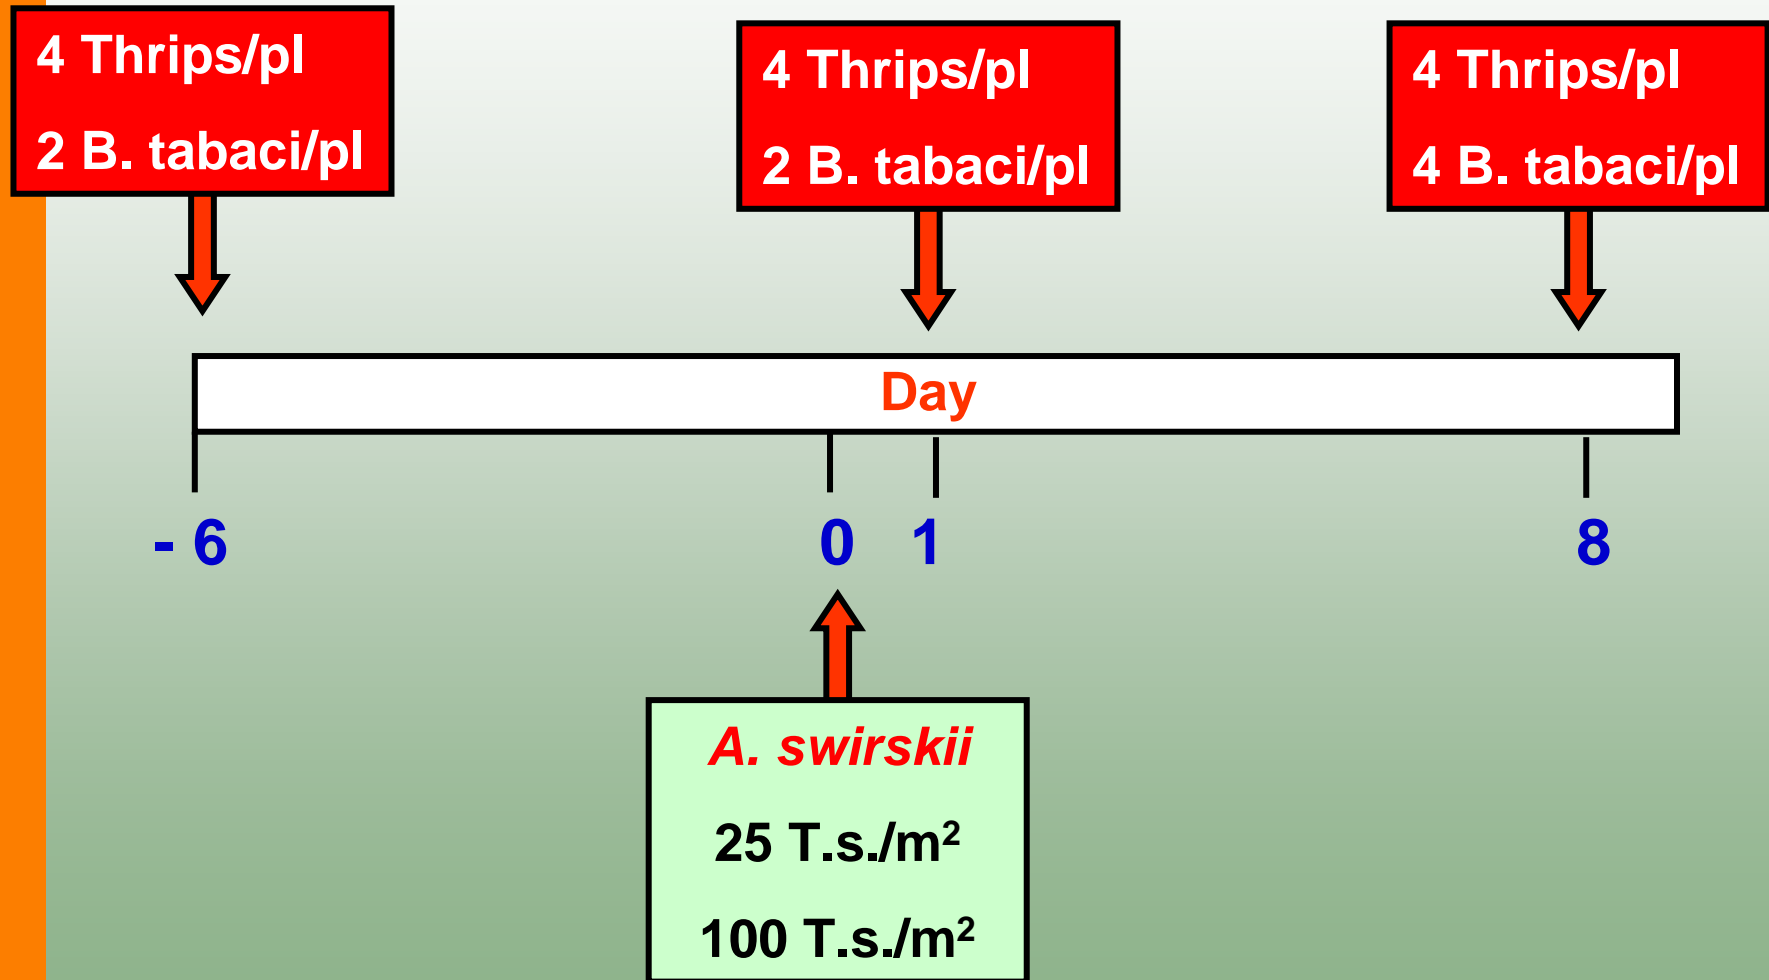 4 Thrips/pl
2 B. tabaci/pl
4 Thrips/pl
2 B. tabaci/pl
4 Thrips/pl
4 B. tabaci/pl
Day
- 6
0
1
8
A. swirskii
25 T.s./m²
100 T.s./m²